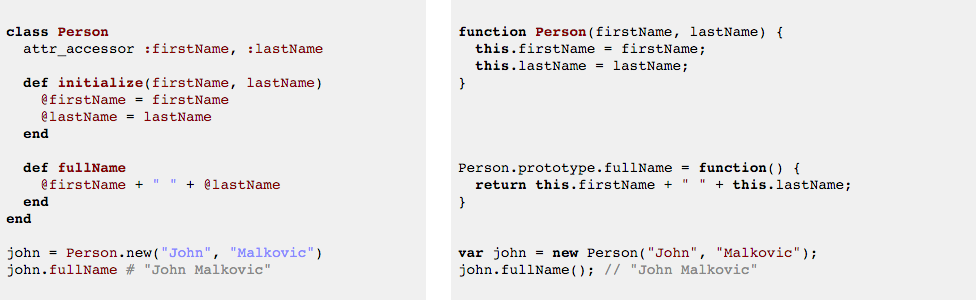 class Person
  attr_accessor :firstName, :lastName
  def initialize(firstName, lastName)
    @firstName = firstName
    @lastName = lastName
  end
  def fullName
    @firstName + " " + @lastName
  end
end
john = Person.new("John", "Malkovic")
john.fullName # "John Malkovic"
function Person(firstName, lastName) {
  this.firstName = firstName;
  this.lastName = lastName;
}
Person.prototype.fullName = function() {
  return this.firstName + " " + this.lastName;
}
var john = new Person("John", "Malkovic");
john.fullName(); // "John Malkovic"